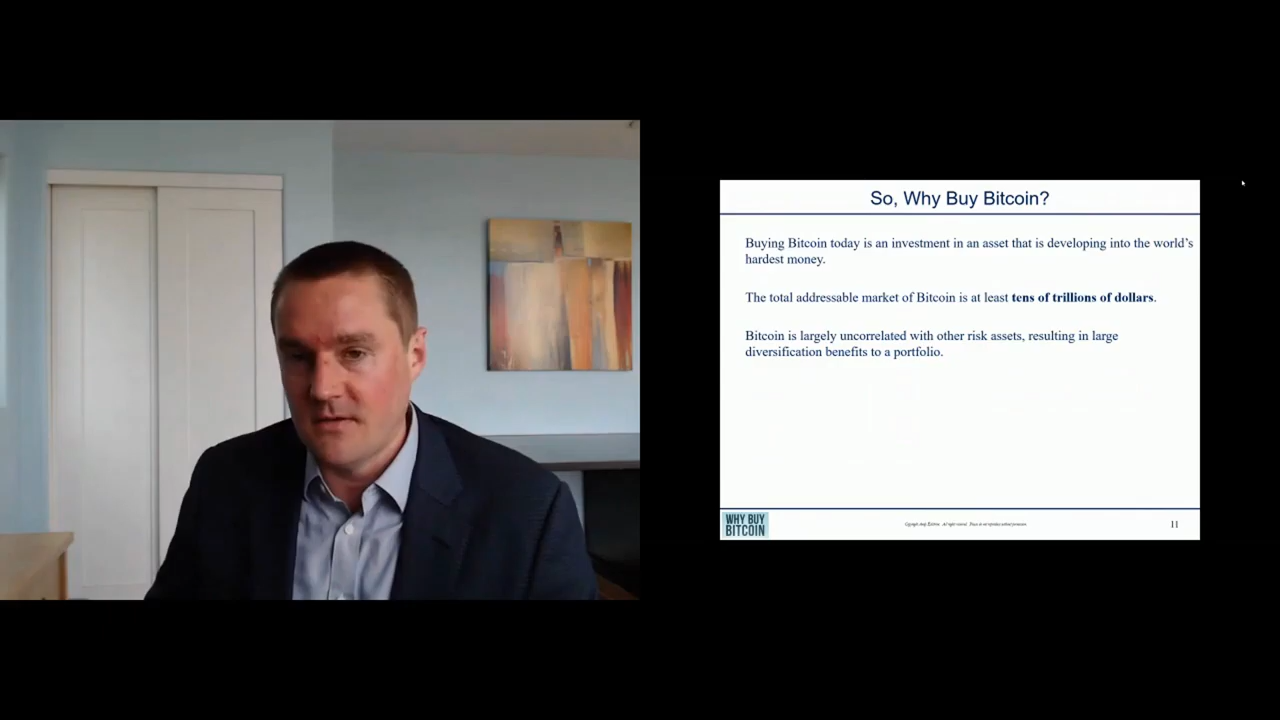 So, Why Buy Bitcoin?
Buying Bitcoin today is an investment in an asset that is developing into the world's
hardest money.
The total addressable market of Bitcoin is at least tens of trillions of dollars.
Bitcoin is largely uncorrelated with other risk assets, resulting in large
diversification benefits to a portfolio.
WHY BUY
BITCOIN
11